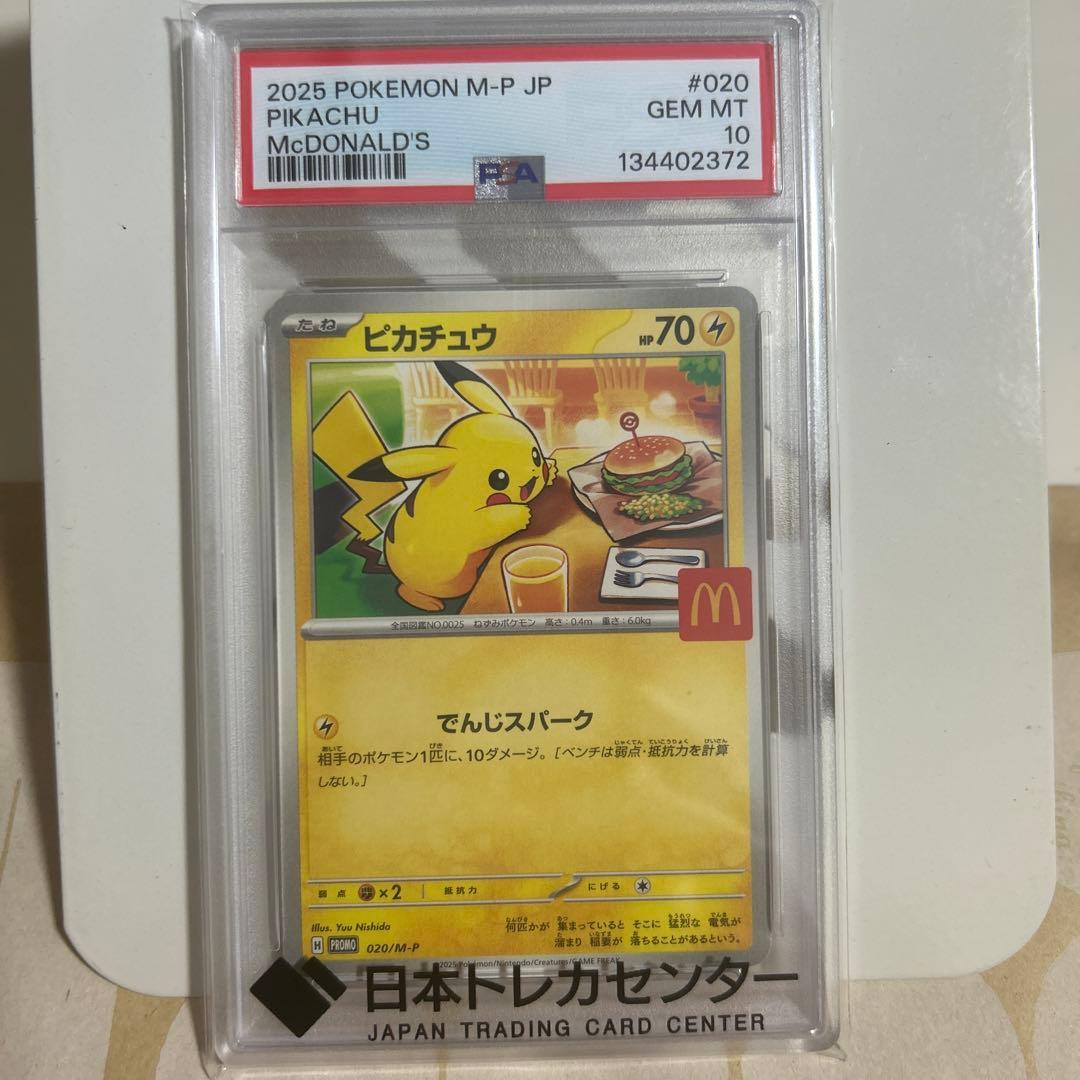 2025 POKEMON M-P JP #020
PIKACHU GEM MT
McDONALD'S 10
134402372
PSA
たね ピカチュウ HP70
全国図鑑NO.0025 ねずみポケモン 高さ:0.4m 重さ:6.0kg
でんじスパーク
相手のポケモン1匹に、10ダメージ。[ベンチは弱点・抵抗力を計算
しない。]
弱点 ×2 抵抗力 にげる
Illus. Yuu Nishida
何匹かが 集まっていると そこに 猛烈な 電気が
溜まり 稲妻が 落ちることがあるという。
H PROMO 020/M-P
©2025 Pokémon/Nintendo/Creatures/GAME FREAK
日本トレカセンター
JAPAN TRADING CARD CENTER